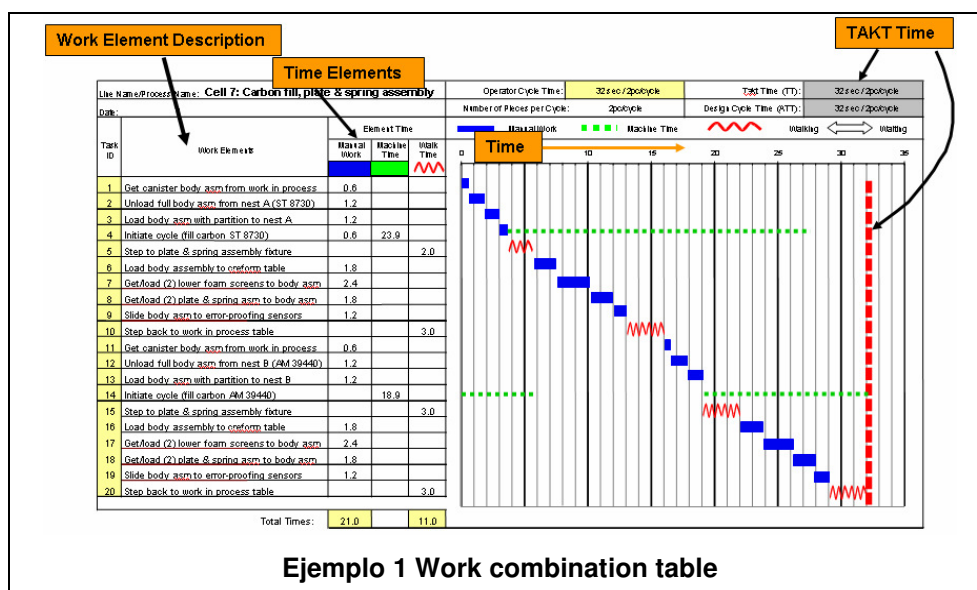 Work Element Description
TAKT Time
Time Elements
Line Name/Process Name: Cell 7: Carbon fill, plate & spring assembly
Operator Cycle Time: 32 sec / 2pc/cycle Takt Time (TT): 32 sec / 2pc/cycle
Date: Number of Pieces per Cycle: 2pc/cycle Design Cycle Time (ATT): 32 sec / 2pc/cycle
Element Time Manual Work Machine Time Walking Waiting
Task ID Work Elements Manual Work Machine Time Walk Time
Time
0 10 15 20 25 30 35
1 Get canister body asm from work in process 0.6
2 Unload full body asm from nest A (ST 8730) 1.2
3 Load body asm with partition to nest A 1.2
4 Initiate cycle (fill carbon ST 8730) 0.6 23.9
5 Step to plate & spring assembly fixture 2.0
6 Load body assembly to creform table 1.8
7 Get/load (2) lower foam screens to body asm 2.4
8 Get/load (2) plate & spring asm to body asm 1.8
9 Slide body asm to error-proofing sensors 1.2
10 Step back to work in process table 3.0
11 Get canister body asm from work in process 0.6
12 Unload full body asm from nest B (AM 39440) 1.2
13 Load body asm with partition to nest B 1.2
14 Initiate cycle (fill carbon AM 39440) 18.9
15 Step to plate & spring assembly fixture 3.0
16 Load body assembly to creform table 1.8
17 Get/load (2) lower foam screens to body asm 2.4
18 Get/load (2) plate & spring asm to body asm 1.8
19 Slide body asm to error-proofing sensors 1.2
20 Step back to work in process table 3.0
Total Times: 21.0 11.0
Ejemplo 1 Work combination table